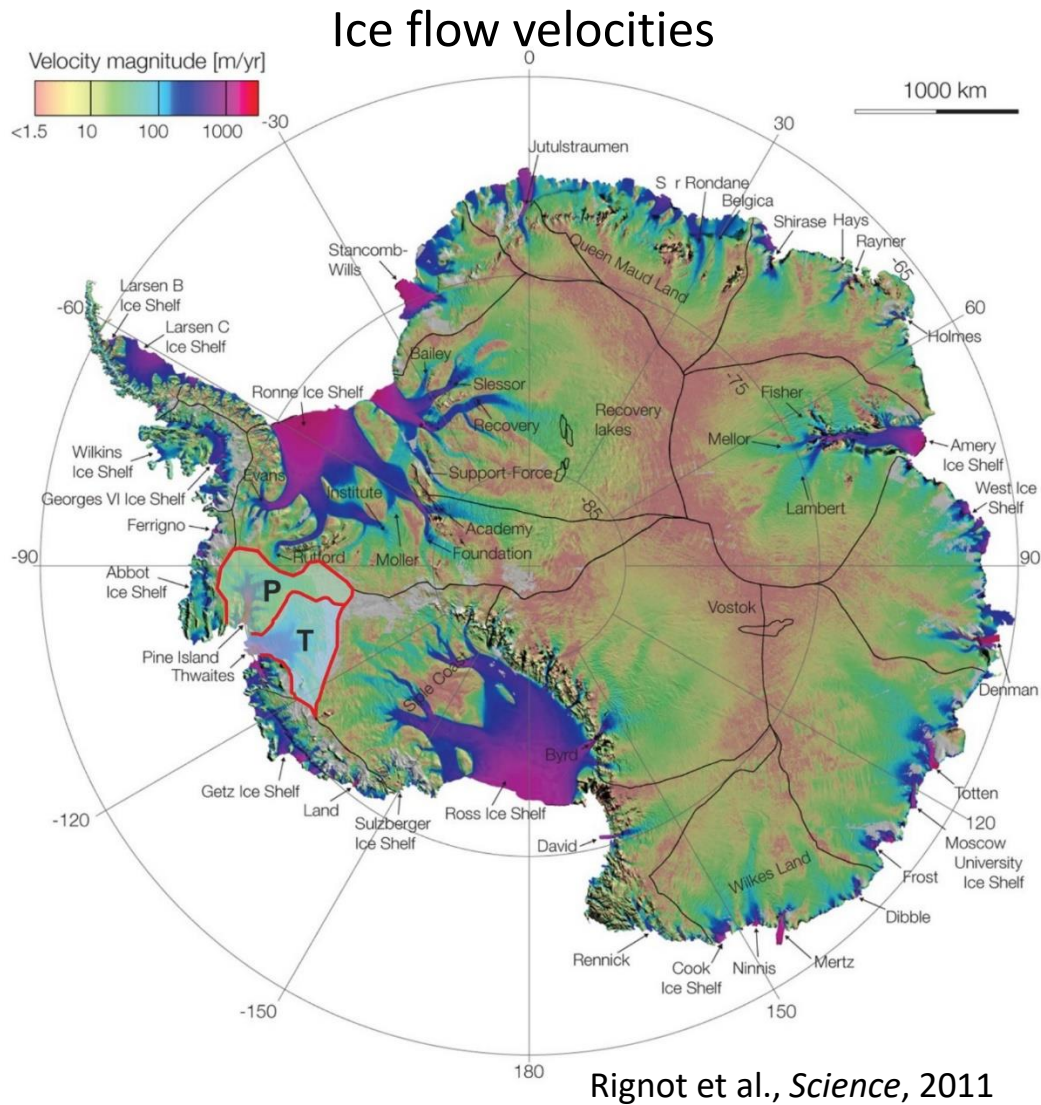 Ice flow velocities
Velocity magnitude [m/yr]
<1.5 10 100 1000
1000 km
0
-30
30
Jutulstraumen
S r Rondane
Belgica
Shirase
Hays
Rayner
-65
Queen Maud Land
Stancomb-
Wills
Larsen B
Ice Shelf
-60
Larsen C
Ice Shelf
60
Holmes
Bailey
Slessor
-75
Fisher
Ronne Ice Shelf
Recovery
Recovery
lakes
Mellor
Amery
Ice Shelf
Wilkins
Ice Shelf
Evans
Support-Force
West Ice
Shelf
Georges VI Ice Shelf
Institute
-85
Lambert
Ferrigno
Academy
Rutford
Moller
Foundation
-90
90
Abbot
Ice Shelf
P
Vostok
T
Pine Island
Thwaites
Denman
Siple Coast
Byrd
Getz Ice Shelf
Land
Sulzberger
Ice Shelf
Ross Ice Shelf
Totten
-120
120
David
Moscow
University
Ice Shelf
Wilkes Land
Frost
Dibble
Rennick
Cook
Ice Shelf
Ninnis
Mertz
-150
150
180
Rignot et al., Science, 2011